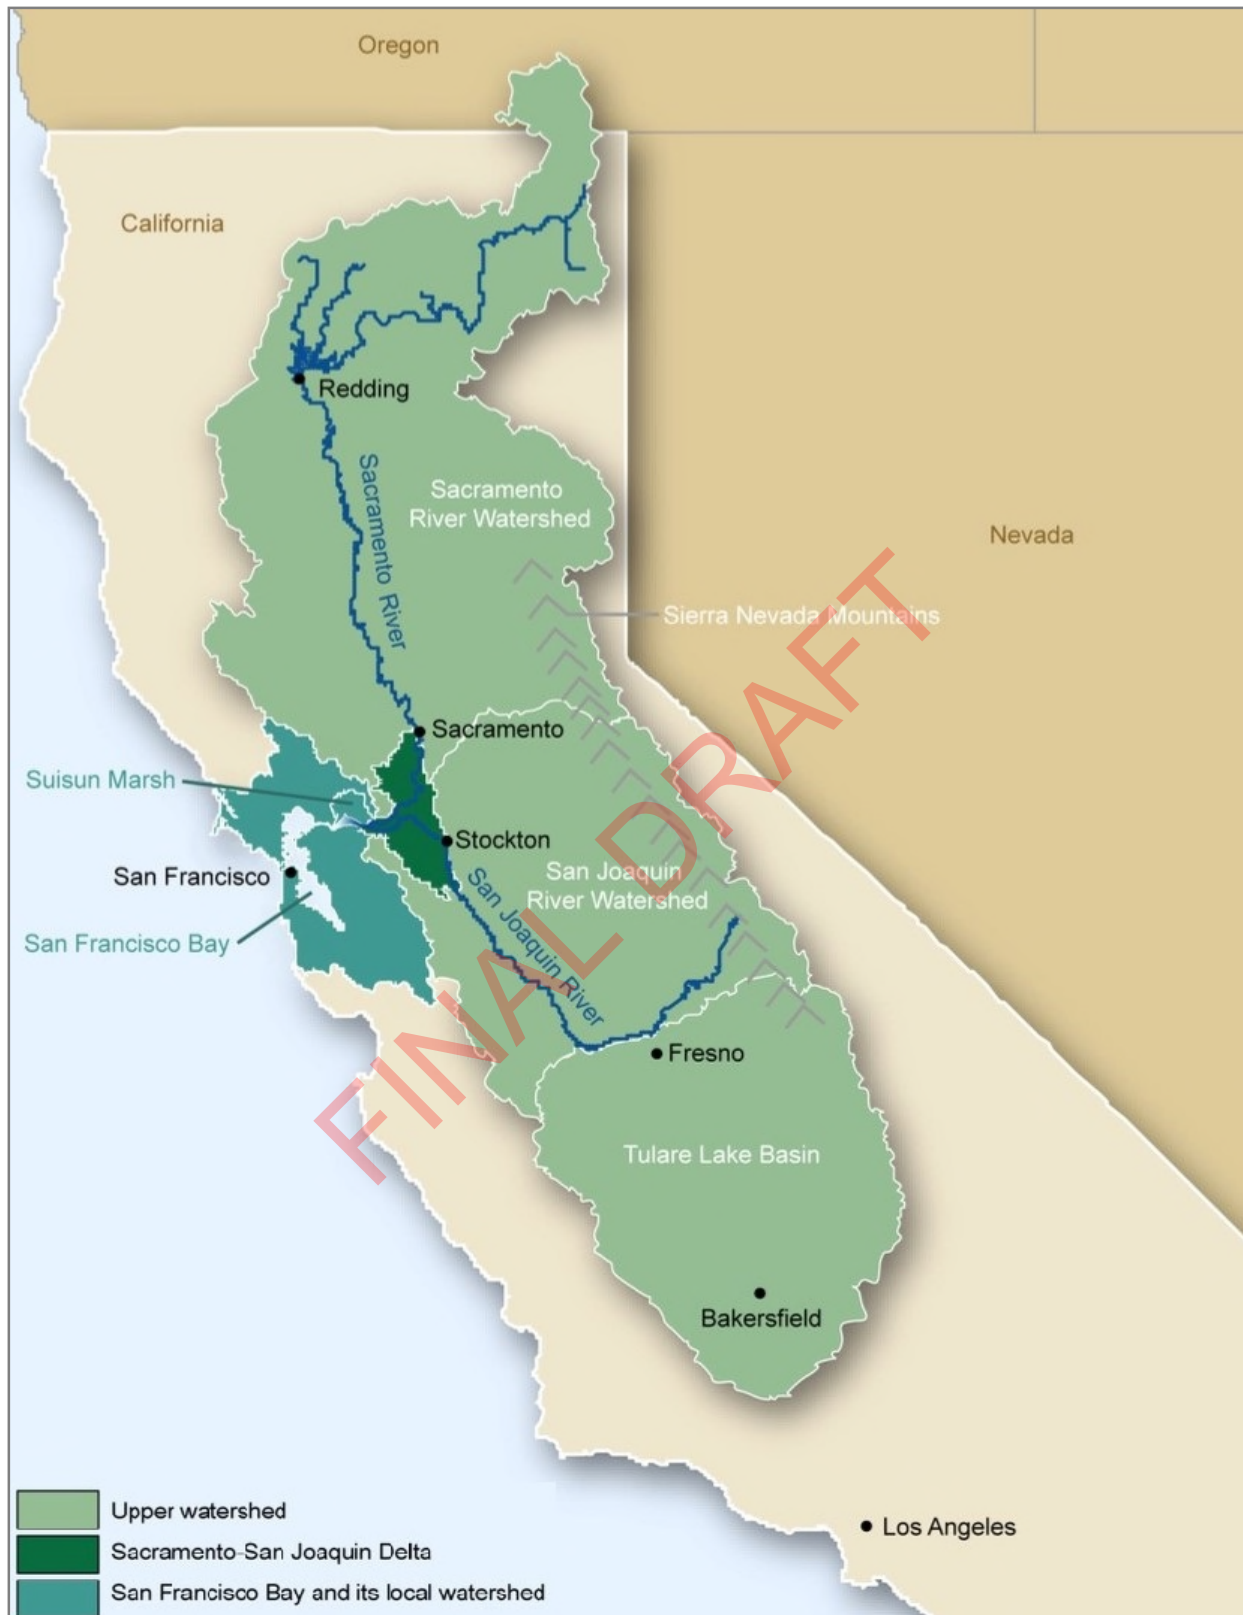 Oregon
California
Redding
Sacramento River
Sacramento
River Watershed
Nevada
Sierra Nevada Mountains
Sacramento
Suisun Marsh
Stockton
San Francisco
San Joaquin
River Watershed
San Joaquin River
San Francisco Bay
Fresno
Tulare Lake Basin
Bakersfield
Los Angeles
FINAL DRAFT
Upper watershed
Sacramento-San Joaquin Delta
San Francisco Bay and its local watershed